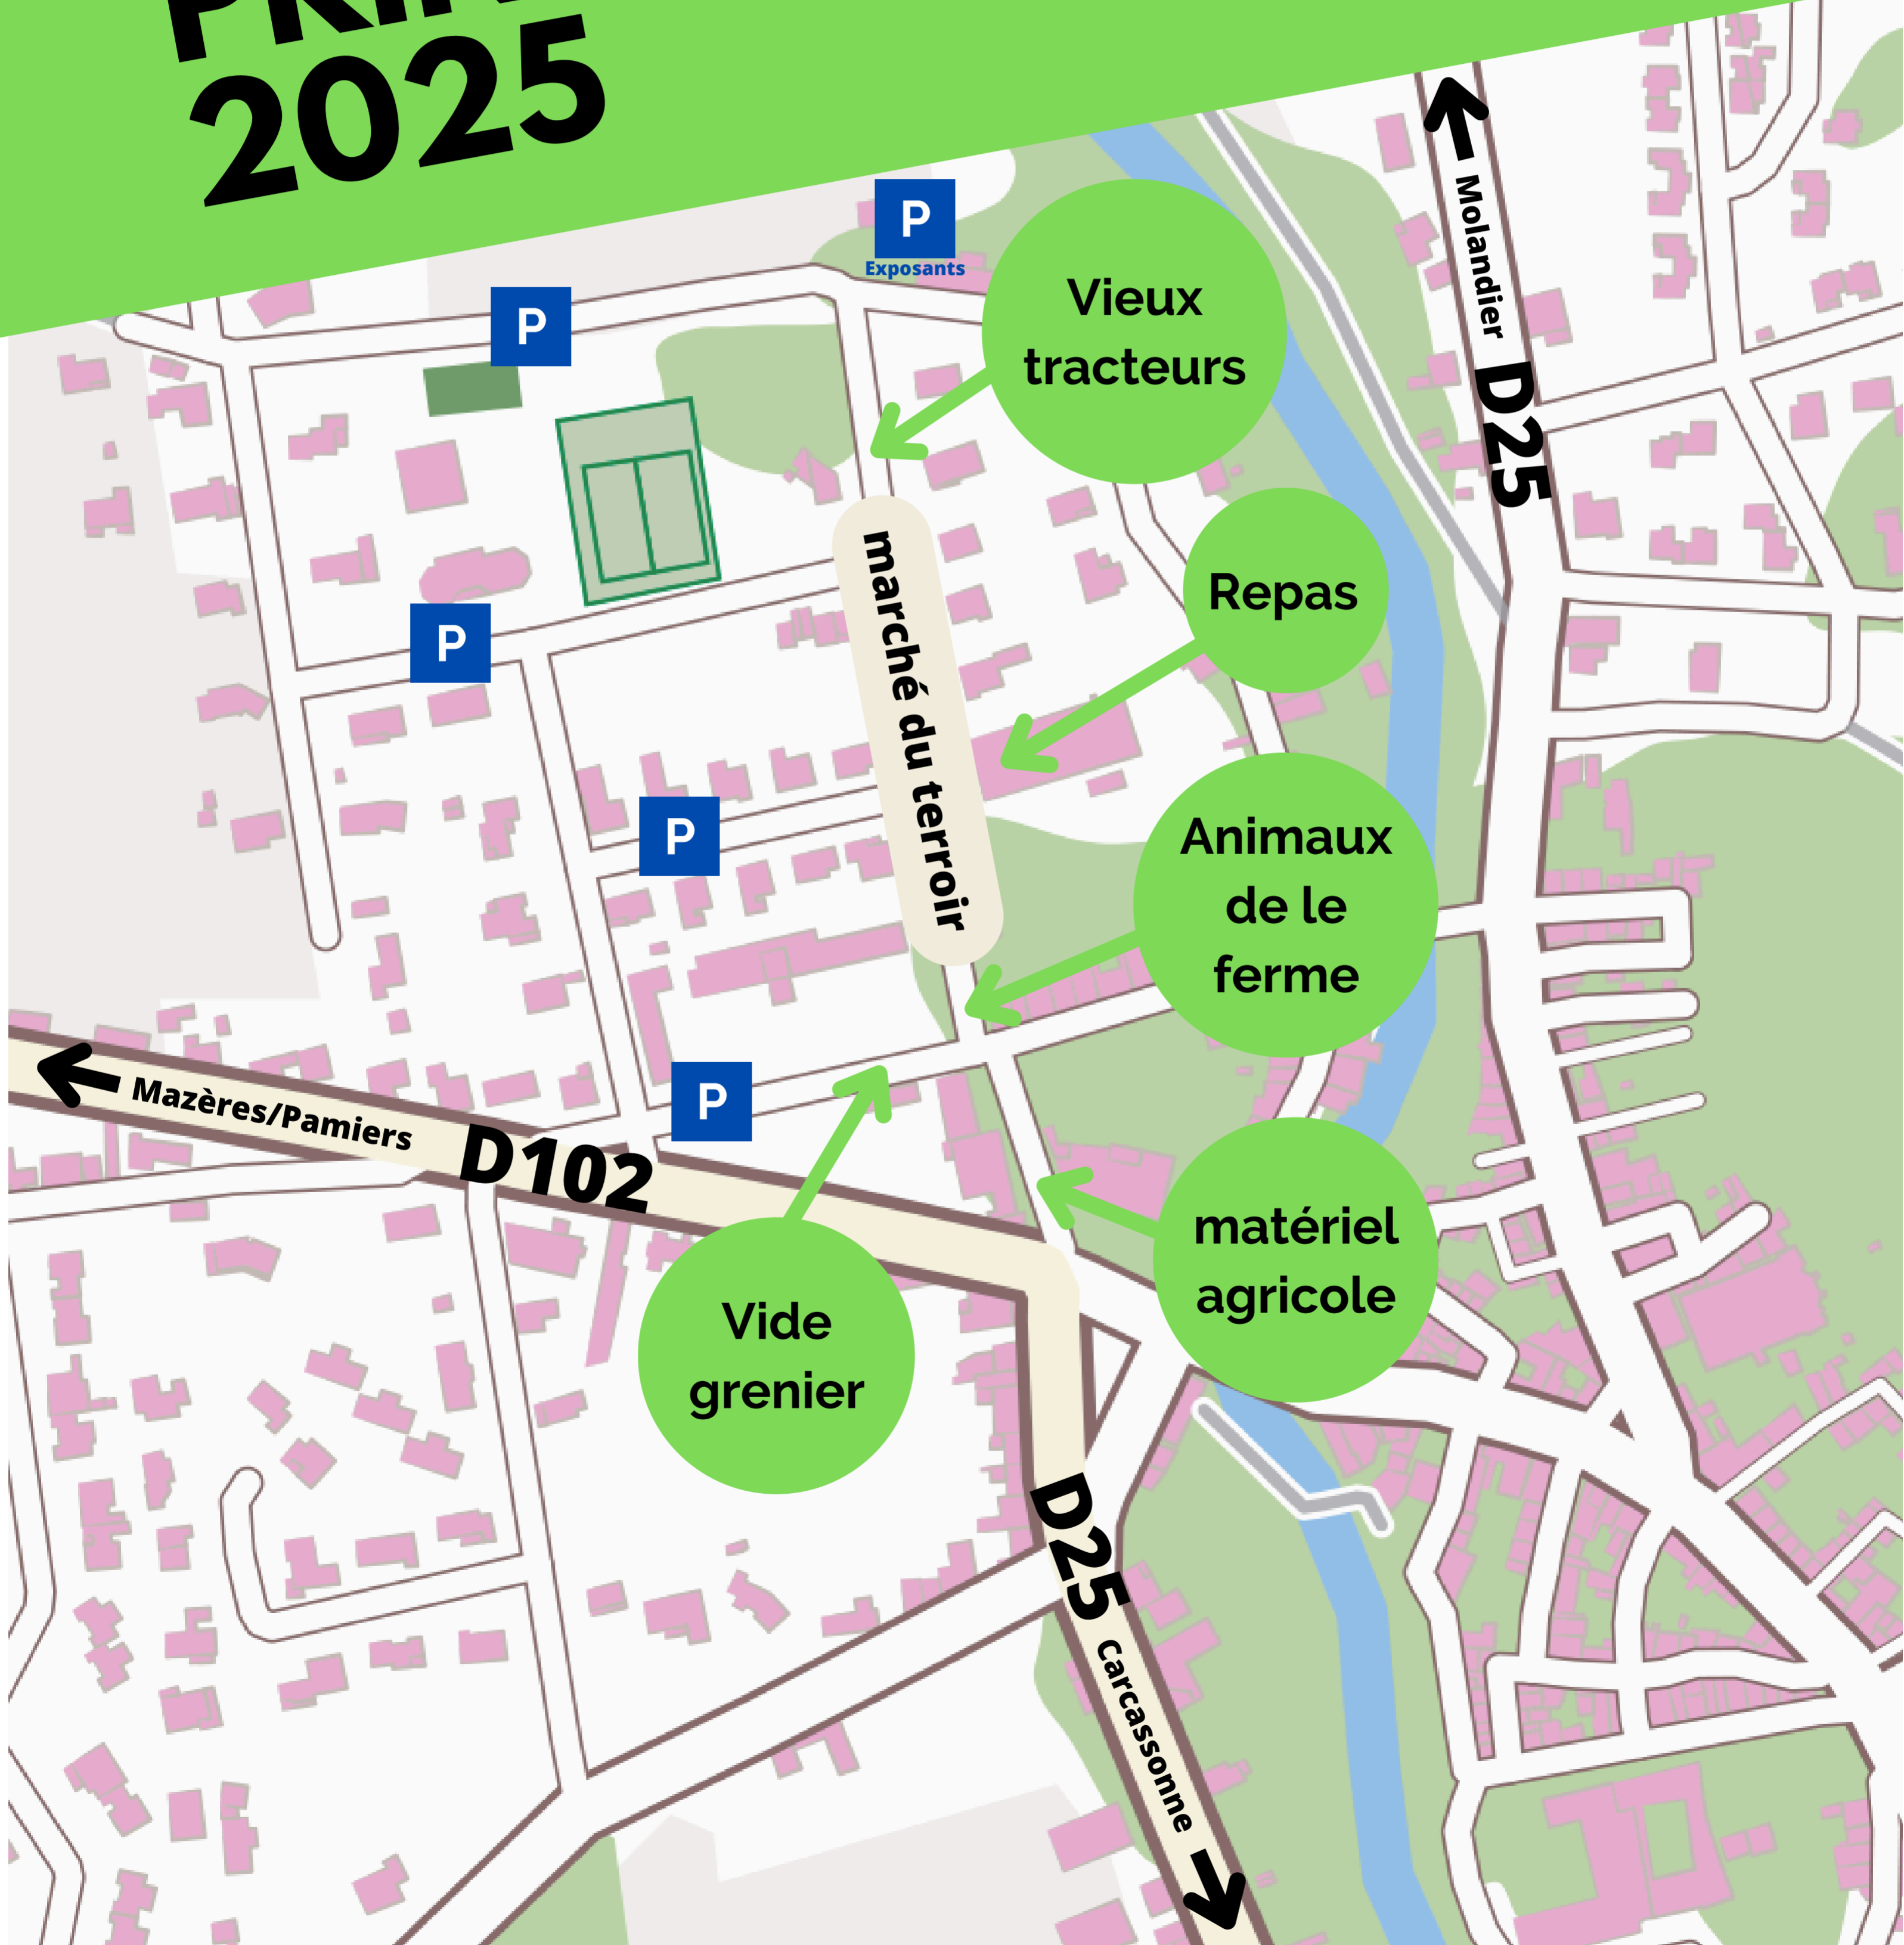 2025
P
Exposants
P
Vieux
tracteurs
Molandier
D25
marché du terroir
Repas
P
P
Animaux
de le
ferme
P
Mazères/Pamiers
D102
matériel
agricole
Vide
grenier
D25
Carcassonne